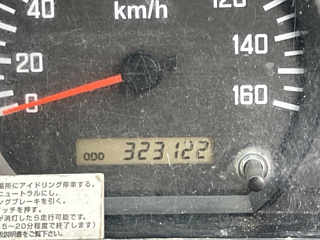 km/h
40
20
0
120
140
160
ODO 323122
場所にアイドリング停車する。
ニュートラルにし、
ングブレーキを引く。
ッチを押す。
が消灯したら走行可能です。
15~20分程度で終了します)
説明書をご覧下さい。